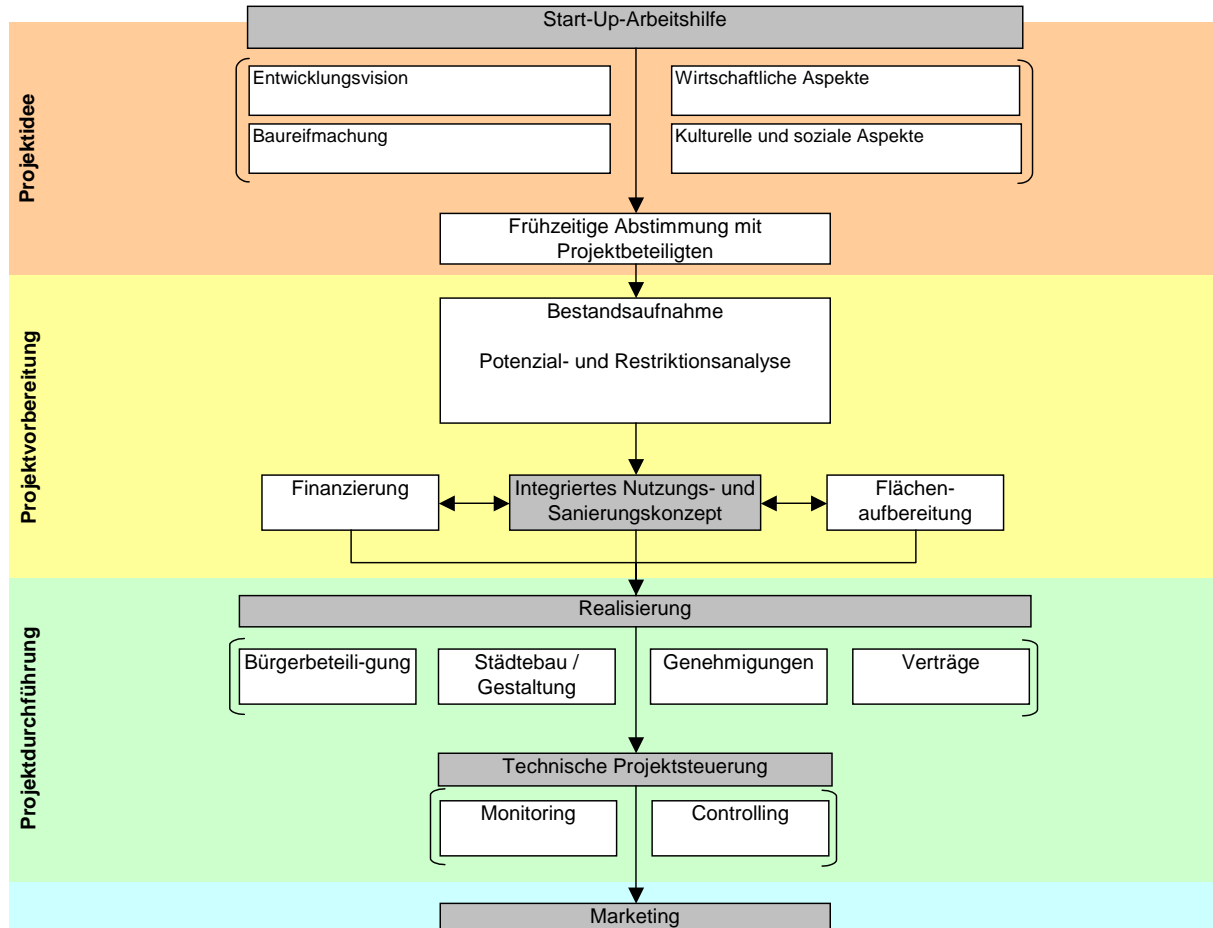 Start-Up-Arbeitshilfe
Projektidee
Entwicklungsvision
Wirtschaftliche Aspekte
Baureifmachung
Kulturelle und soziale Aspekte
Frühzeitige Abstimmung mit
Projektbeteiligten
Projektvorbereitung
Bestandsaufnahme
Potenzial- und Restriktionsanalyse
Finanzierung
Integriertes Nutzungs- und
Sanierungskonzept
Flächen-
aufbereitung
Projektdurchführung
Realisierung
Bürgerbeteili-gung
Städtebau /
Gestaltung
Genehmigungen
Verträge
Technische Projektsteuerung
Monitoring
Controlling
Marketing